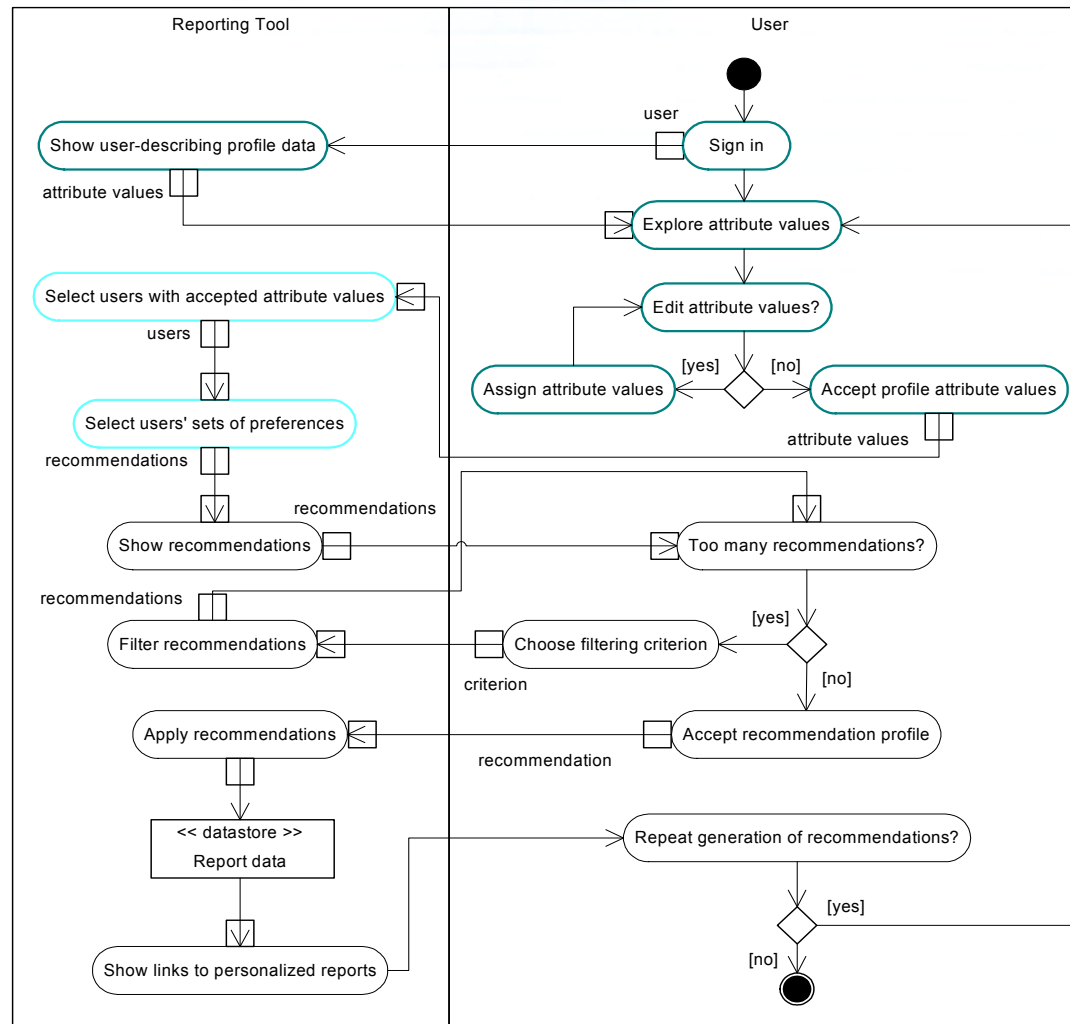 Reporting Tool
User
user
Show user-describing profile data
Sign in
attribute values
Explore attribute values
Select users with accepted attribute values
Edit attribute values?
users
[yes]
[no]
Assign attribute values
Accept profile attribute values
Select users' sets of preferences
attribute values
recommendations
recommendations
Show recommendations
Too many recommendations?
recommendations
[yes]
Filter recommendations
Choose filtering criterion
criterion
[no]
Apply recommendations
Accept recommendation profile
recommendation
<< datastore >>
Report data
Repeat generation of recommendations?
[yes]
Show links to personalized reports
[no]